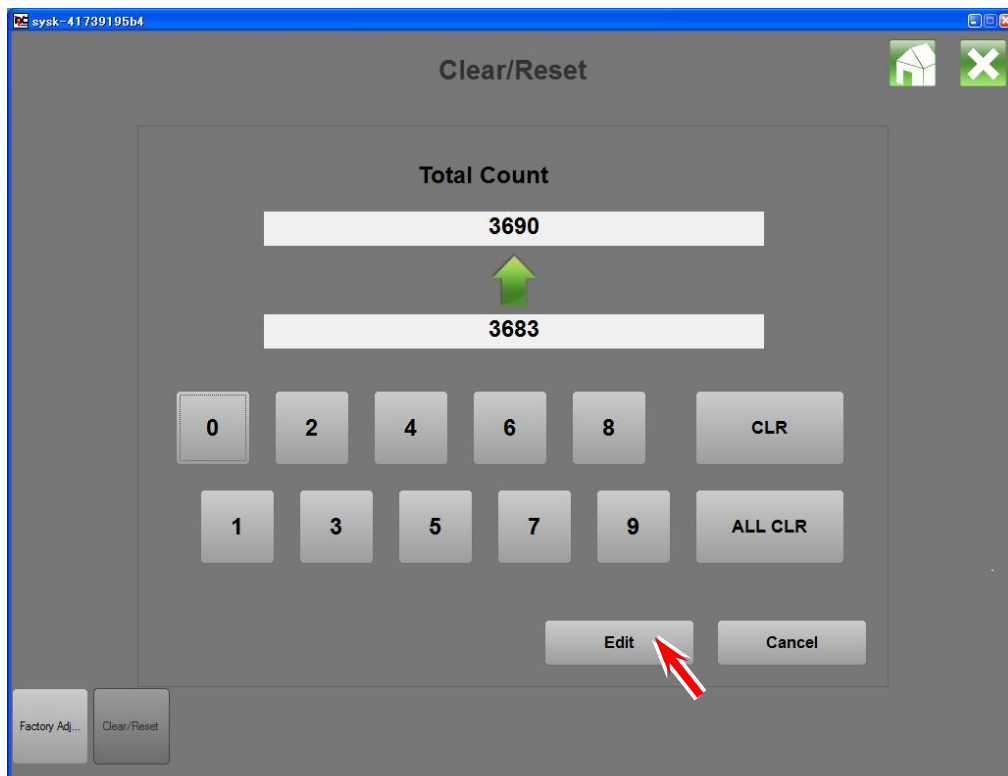 sysk-41739195b4
Clear/Reset
Total Count
3690
3683
0 2 4 6 8 CLR
1 3 5 7 9 ALL CLR
Edit Cancel
Factory Adj... Clear/Reset